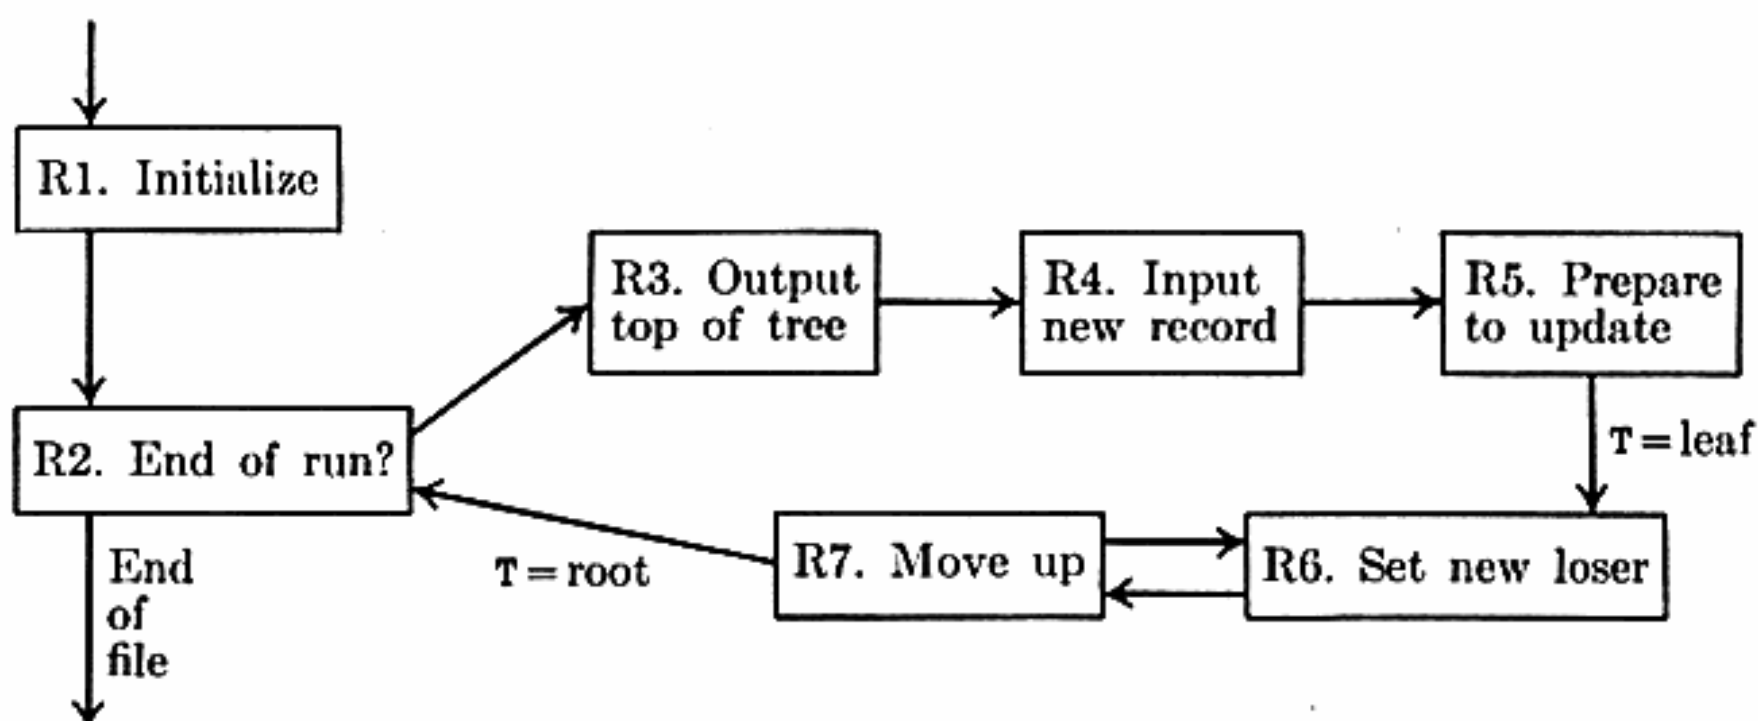 R1. Initialize
R3. Output
top of tree
R4. Input
new record
R5. Prepare
to update
T=leaf
R2. End of run?
End
of
file
T=root
R7. Move up
R6. Set new loser